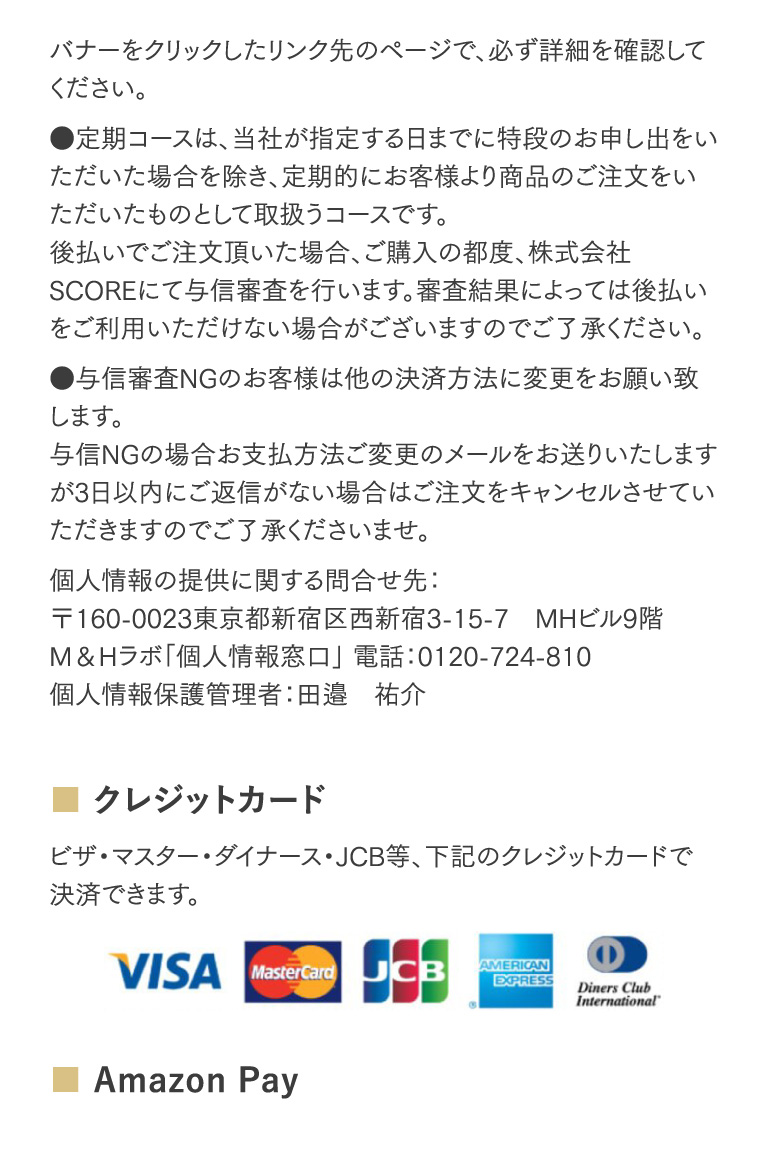 バナーをクリックしたリンク先のページで、必ず詳細を確認して
ください。
●定期コースは、当社が指定する日までに特段のお申し出をい
ただいた場合を除き、定期的にお客様より商品のご注文をい
ただいたものとして取扱うコースです。
後払いでご注文頂いた場合、ご購入の都度、株式会社
SCOREにて与信審査を行います。審査結果によっては後払い
をご利用いただけない場合がございますのでご了承ください。
●与信審査NGのお客様は他の決済方法に変更をお願い致
します。
与信NGの場合お支払方法ご変更のメールをお送りいたします
が3日以内にご返信がない場合はご注文をキャンセルさせてい
ただきますのでご了承くださいませ。
個人情報の提供に関する問合せ先：
〒160-0023東京都新宿区西新宿3-15-7　MHビル9階
M＆Hラボ「個人情報窓口」 電話：0120-724-810
個人情報保護管理者：田邉　祐介
■ クレジットカード
ビザ・マスター・ダイナース・JCB等、下記のクレジットカードで
決済できます。
VISA MasterCard JCB AMERICAN EXPRESS Diners Club International
■ Amazon Pay